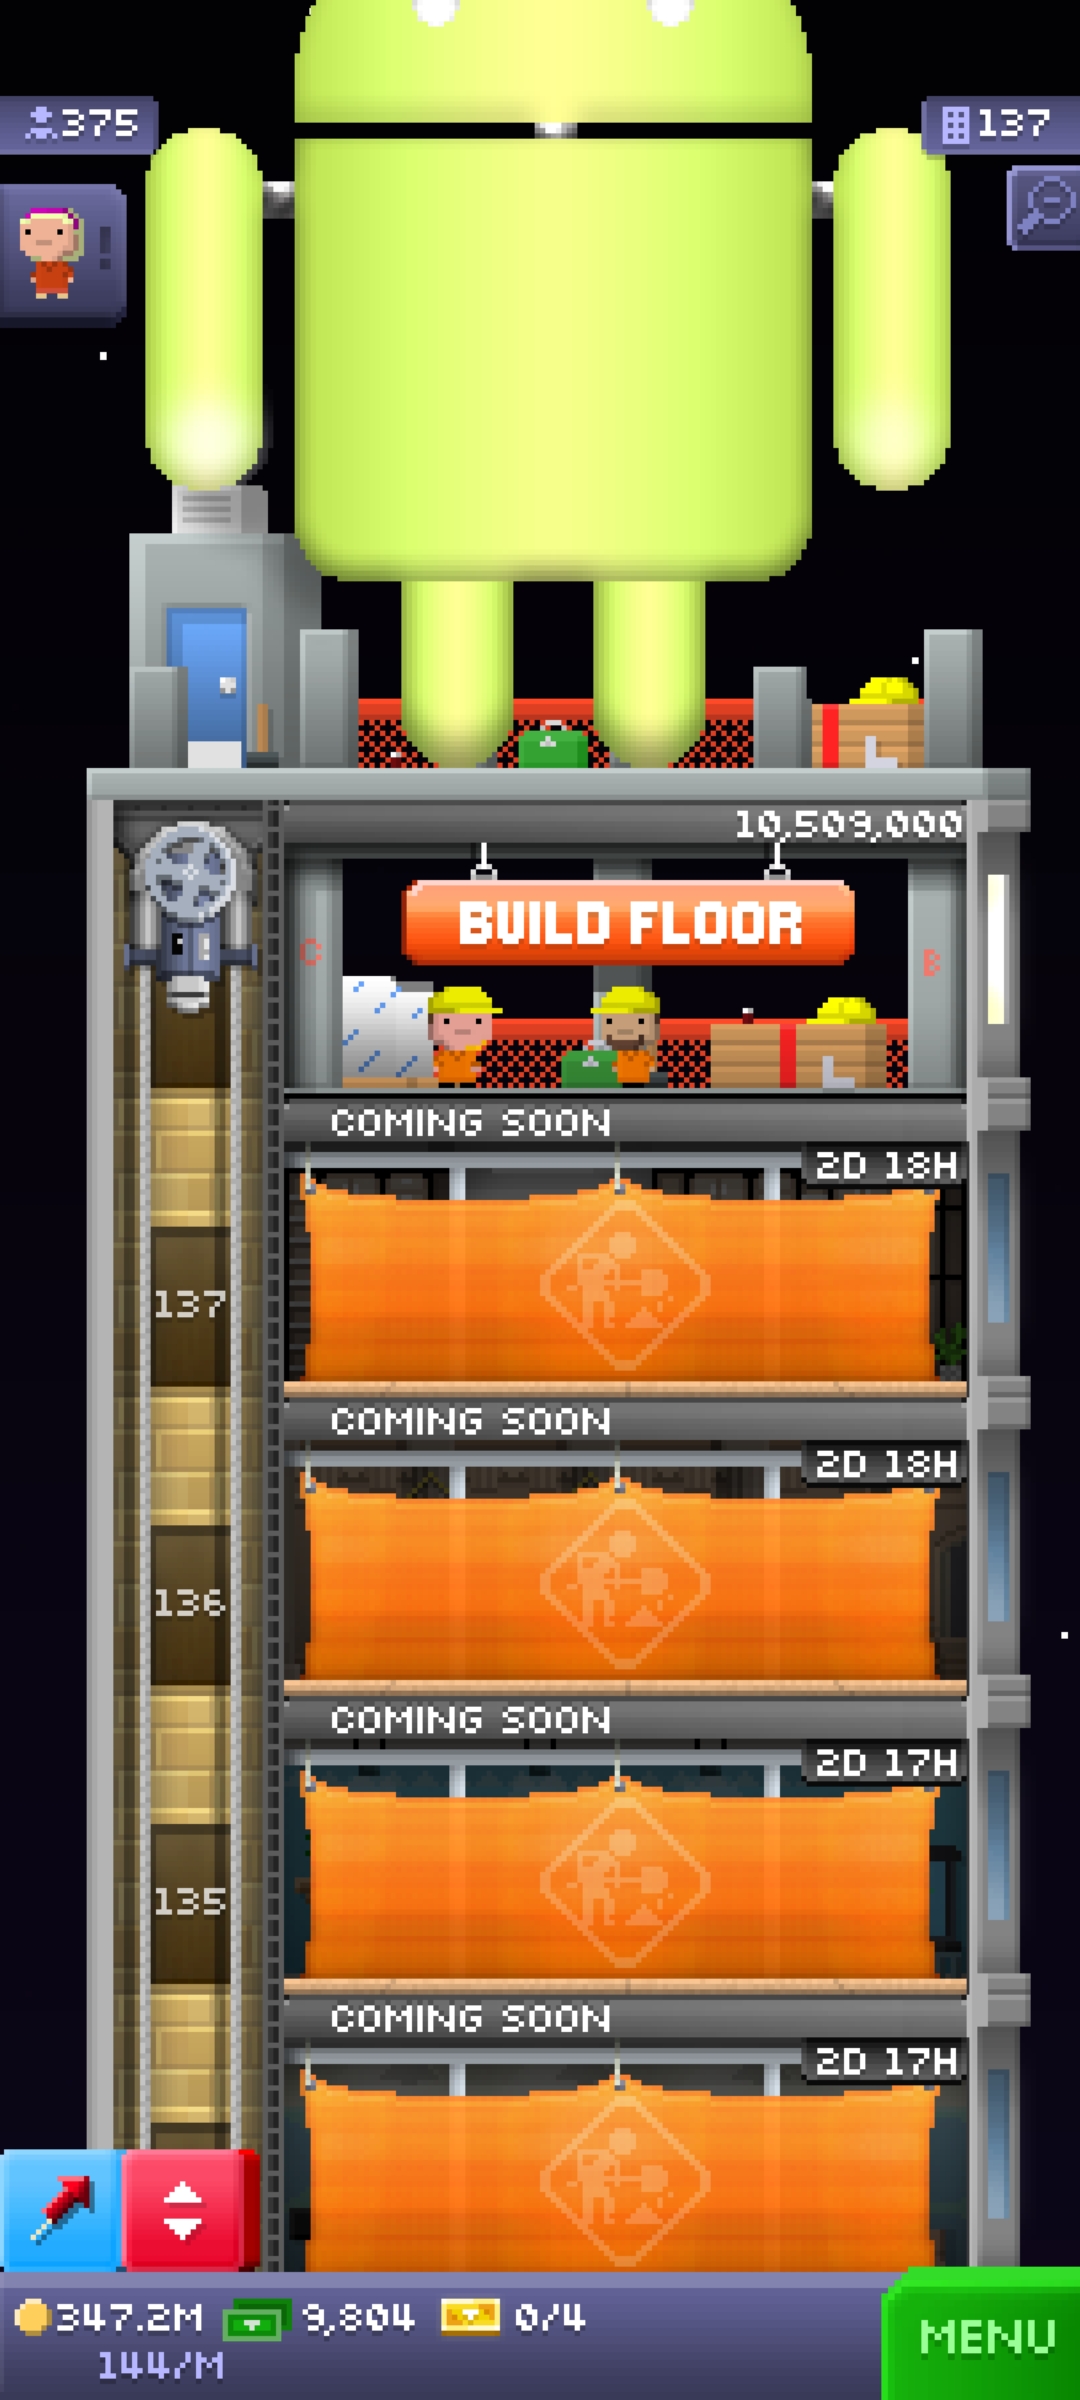 375
137
!
10,509,000
BUILD FLOOR
C
B
COMING SOON
2D 18H
137
COMING SOON
2D 18H
136
COMING SOON
2D 17H
135
COMING SOON
2D 17H
347.2M
9,804
0/4
144/M
MENU